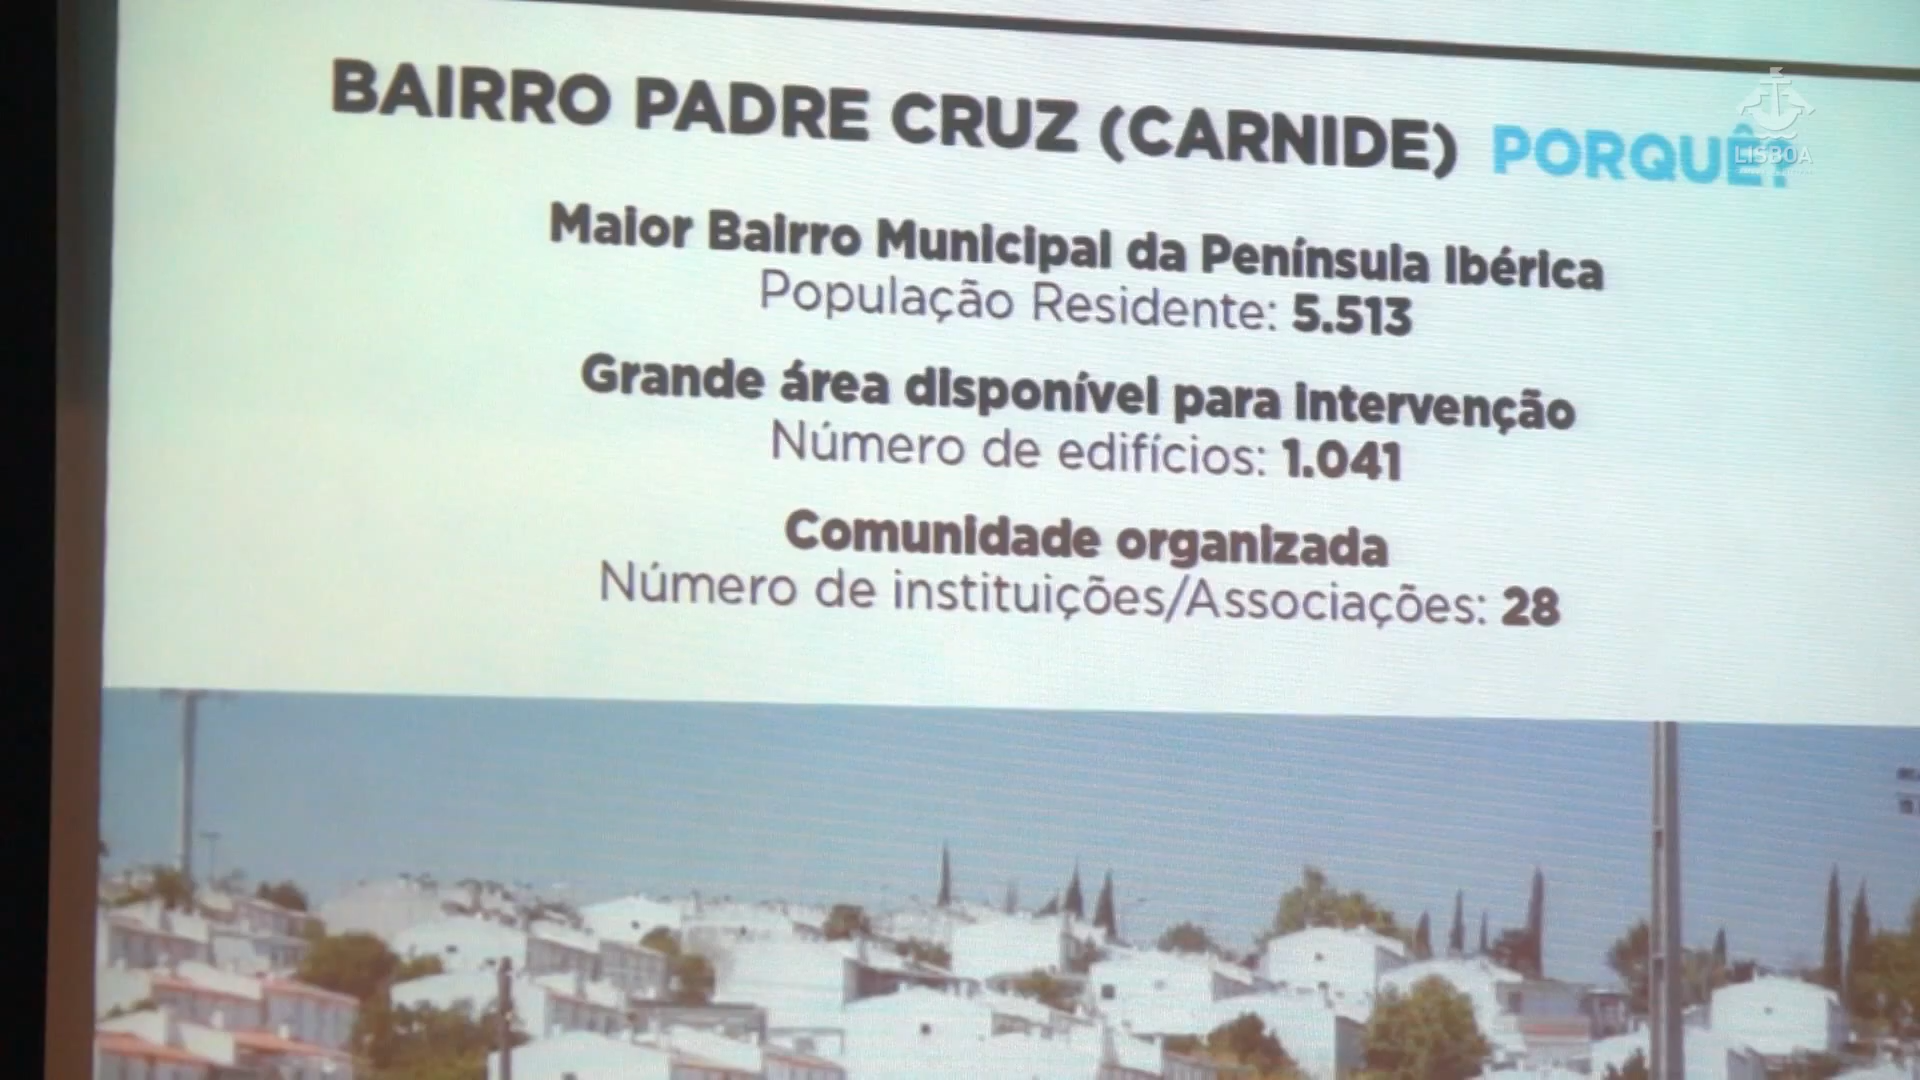 BAIRRO PADRE CRUZ (CARNIDE) PORQUÊ?
LISBOA
Maior Bairro Municipal da Península Ibérica
População Residente: 5.513
Grande área disponível para intervenção
Número de edifícios: 1.041
Comunidade organizada
Número de instituições/Associações: 28